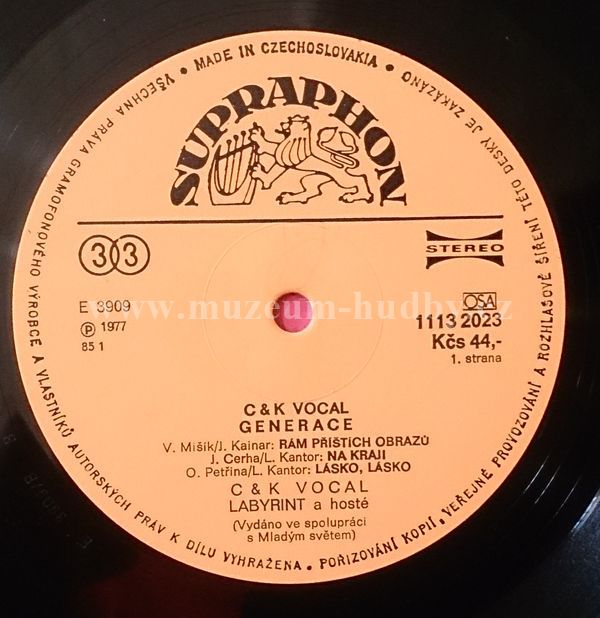 • MADE IN CZECHOSLOVAKIA •
VŠECHNA PRÁVA GRAMOFONOVÉHO VÝROBCE A VLASTNÍKŮ AUTORSKÝCH PRÁV K DÍLU VYHRAŽENA. POŘIZOVÁNÍ KOPIÍ, VEŘEJNÉ PROVOZOVÁNÍ A ROZHLASOVÉ ŠÍŘENÍ TÉTO DESKY JE ZAKÁZÁNO
SUPRAPHON
33
STEREO
E 3909
www.muzeum-hudby.cz
OSA
℗ 1977
1113 2023
85 1
Kčs 44,-
1. strana
C & K VOCAL
GENERACE
V. Mišík/J. Kainar: RÁM PŘÍŠTÍCH OBRAZŮ
J. Cerha/L. Kantor: NA KRAJI
O. Petřina/L. Kantor: LÁSKO, LÁSKO
C & K VOCAL
LABYRINT a hosté
(Vydáno ve spolupráci
s Mladým světem)